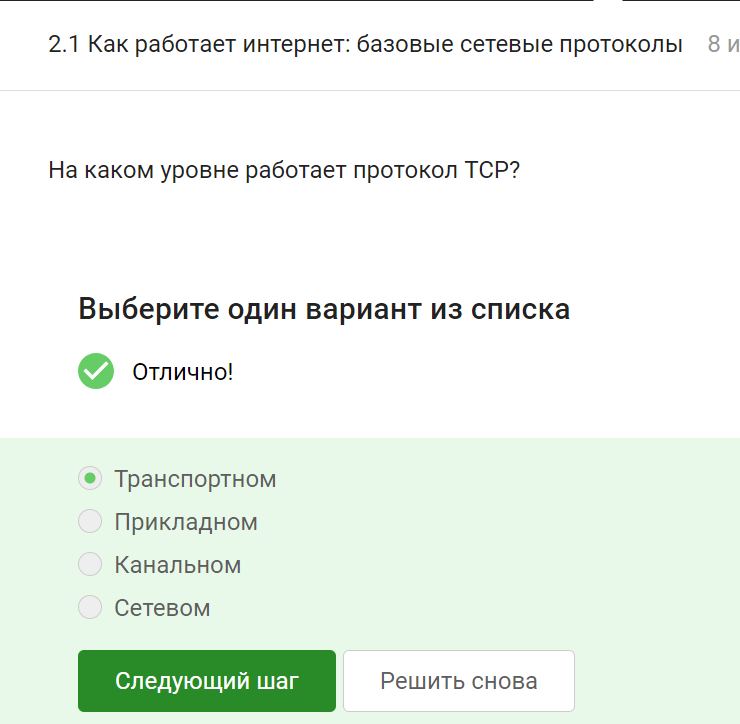 2.1 Как работает интернет: базовые сетевые протоколы 8 и
На каком уровне работает протокол TCP?
Выберите один вариант из списка
Отлично!
Транспортном
Прикладном
Канальном
Сетевом
Следующий шаг Решить снова